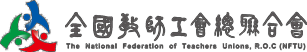 全國教師工會總聯合會
The National Federation of Teachers Unions, R.O.C (NFTU)